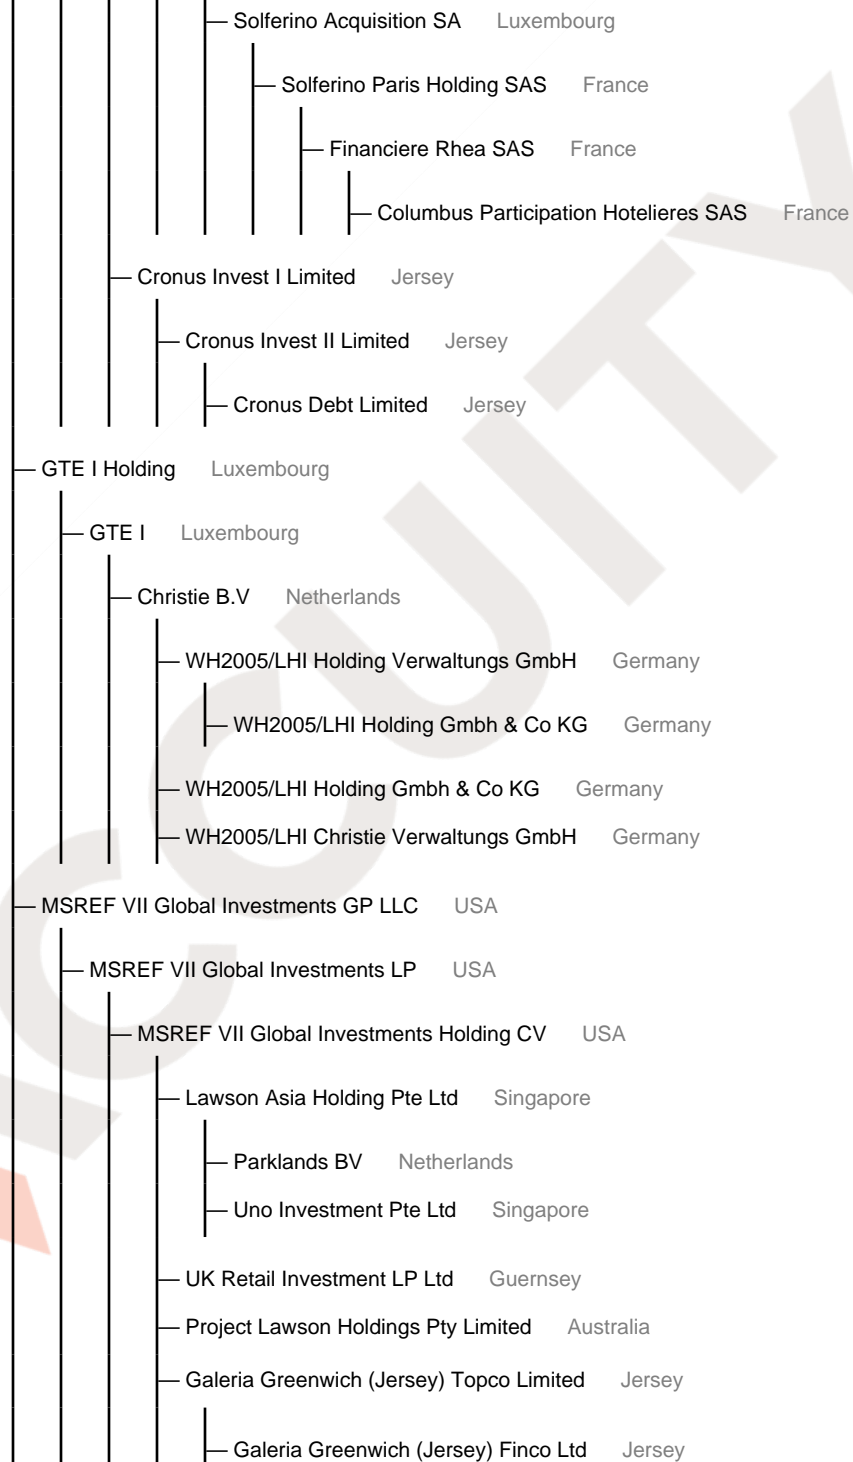 Solferino Acquisition SA Luxembourg
Solferino Paris Holding SAS France
Financiere Rhea SAS France
Columbus Participation Hotelieres SAS France
Cronus Invest I Limited Jersey
Cronus Invest II Limited Jersey
Cronus Debt Limited Jersey
GTE I Holding Luxembourg
GTE I Luxembourg
Christie B.V Netherlands
WH2005/LHI Holding Verwaltungs GmbH Germany
WH2005/LHI Holding Gmbh & Co KG Germany
WH2005/LHI Holding Gmbh & Co KG Germany
WH2005/LHI Christie Verwaltungs GmbH Germany
MSREF VII Global Investments GP LLC USA
MSREF VII Global Investments LP USA
MSREF VII Global Investments Holding CV USA
Lawson Asia Holding Pte Ltd Singapore
Parklands BV Netherlands
Uno Investment Pte Ltd Singapore
UK Retail Investment LP Ltd Guernsey
Project Lawson Holdings Pty Limited Australia
Galeria Greenwich (Jersey) Topco Limited Jersey
Galeria Greenwich (Jersey) Finco Ltd Jersey
ACCUITY